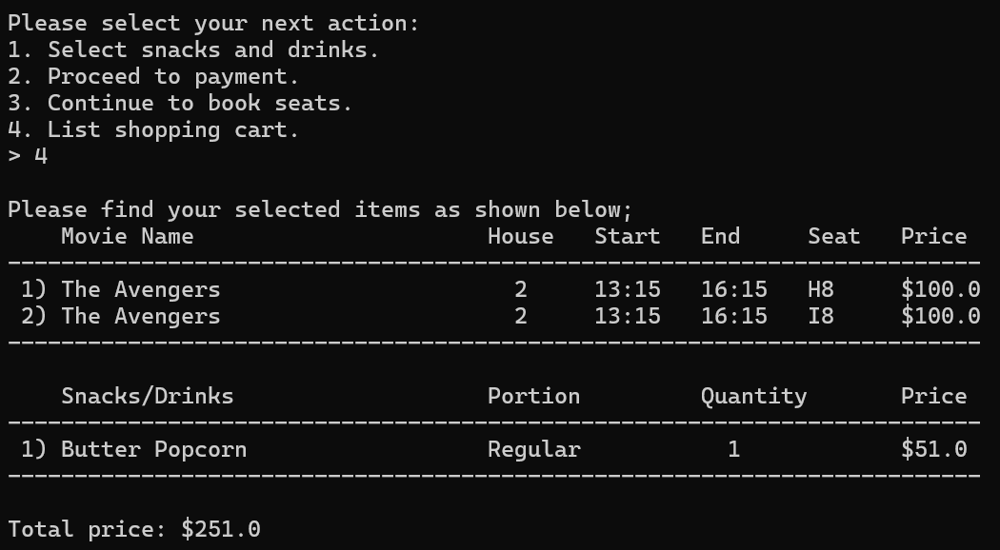 Please select your next action:
1. Select snacks and drinks.
2. Proceed to payment.
3. Continue to book seats.
4. List shopping cart.
> 4
Please find your selected items as shown below;
Movie Name House Start End Seat Price
--------------------------------------------------------------------------
1) The Avengers 2 13:15 16:15 H8 $100.0
2) The Avengers 2 13:15 16:15 I8 $100.0
--------------------------------------------------------------------------
Snacks/Drinks Portion Quantity Price
--------------------------------------------------------------------------
1) Butter Popcorn Regular 1 $51.0
--------------------------------------------------------------------------
Total price: $251.0